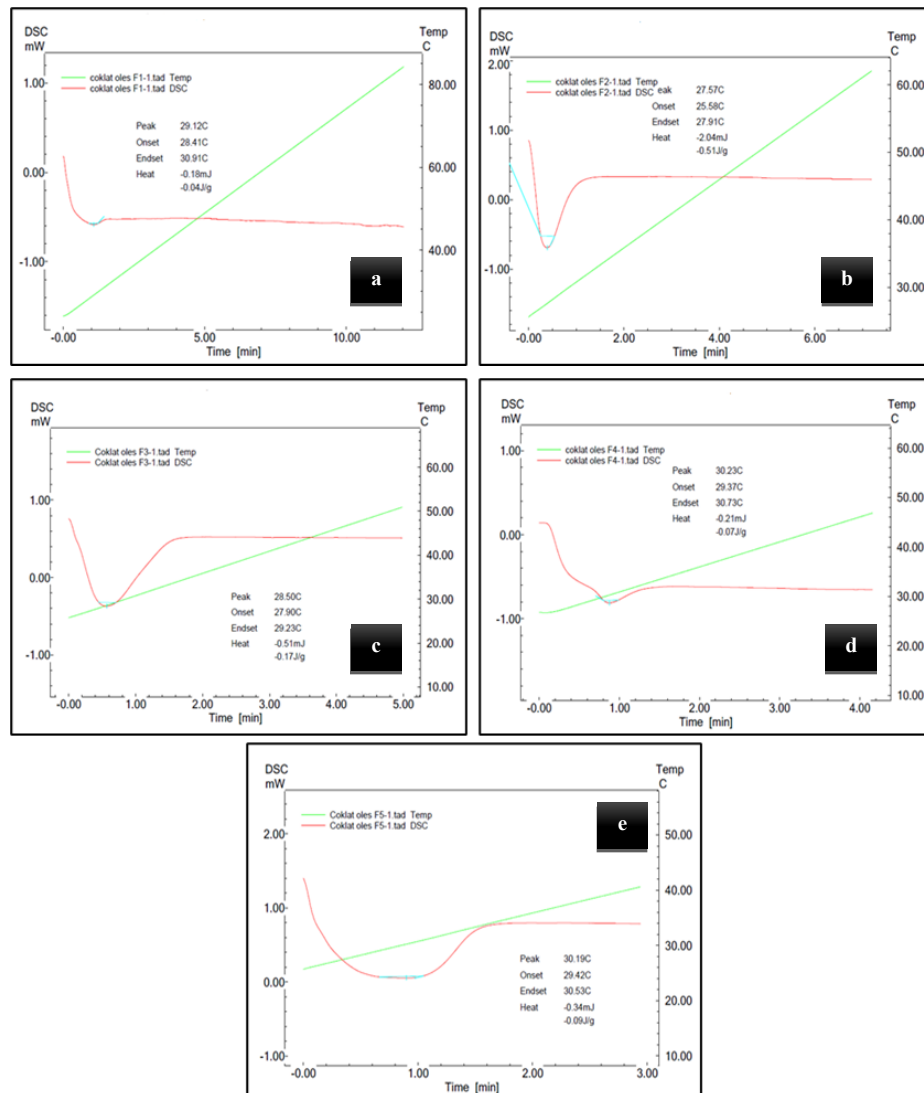 DSC
mW
Temp
C
coklat oles F1-1.tad Temp
coklat oles F1-1.tad DSC
Peak 29.12C
Onset 28.41C
Endset 30.91C
Heat -0.18mJ
-0.04J/g
1.00
0.00
-1.00
80.00
60.00
40.00
-0.00 5.00 10.00
Time [min]
a
DSC
mW
Temp
C
coklat oles F2-1.tad Temp
coklat oles F2-1.tad DSC
eak 27.57C
Onset 25.58C
Endset 27.91C
Heat -2.04mJ
-0.51J/g
2.00
1.00
0.00
-1.00
60.00
50.00
40.00
30.00
-0.00 2.00 4.00 6.00
Time [min]
b
DSC
mW
Temp
C
Coklat oles F3-1.tad Temp
Coklat oles F3-1.tad DSC
1.00
0.00
-1.00
60.00
50.00
40.00
30.00
20.00
10.00
Peak 28.50C
Onset 27.90C
Endset 29.23C
Heat -0.51mJ
-0.17J/g
-0.00 1.00 2.00 3.00 4.00 5.00
Time [min]
c
DSC
mW
Temp
C
coklat oles F4-1.tad Temp
coklat oles F4-1.tad DSC
Peak 30.23C
Onset 29.37C
Endset 30.73C
Heat -0.21mJ
-0.07J/g
1.00
0.00
-1.00
60.00
50.00
40.00
30.00
20.00
10.00
-0.00 1.00 2.00 3.00 4.00
Time [min]
d
DSC
mW
Temp
C
Coklat oles F5-1.tad Temp
Coklat oles F5-1.tad DSC
2.00
1.00
0.00
-1.00
50.00
40.00
30.00
20.00
10.00
Peak 30.19C
Onset 29.42C
Endset 30.53C
Heat -0.34mJ
-0.09J/g
-0.00 1.00 2.00 3.00
Time [min]
e